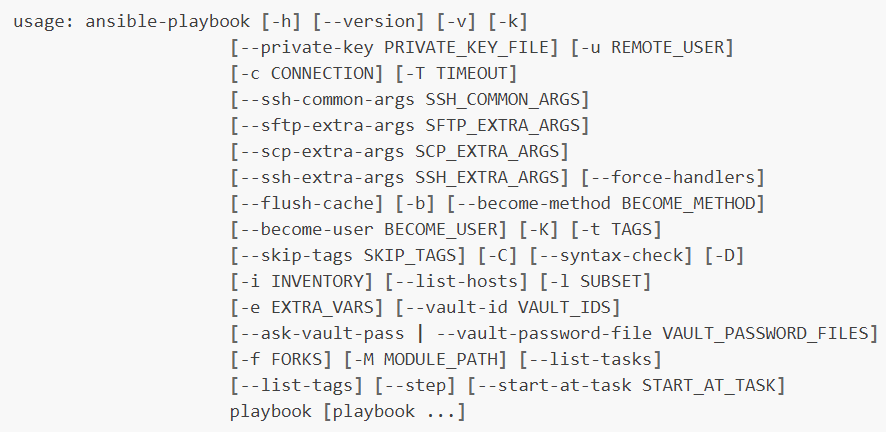 usage: ansible-playbook [-h] [--version] [-v] [-k]
[--private-key PRIVATE_KEY_FILE] [-u REMOTE_USER]
[-c CONNECTION] [-T TIMEOUT]
[--ssh-common-args SSH_COMMON_ARGS]
[--sftp-extra-args SFTP_EXTRA_ARGS]
[--scp-extra-args SCP_EXTRA_ARGS]
[--ssh-extra-args SSH_EXTRA_ARGS] [--force-handlers]
[--flush-cache] [-b] [--become-method BECOME_METHOD]
[--become-user BECOME_USER] [-K] [-t TAGS]
[--skip-tags SKIP_TAGS] [-C] [--syntax-check] [-D]
[-i INVENTORY] [--list-hosts] [-l SUBSET]
[-e EXTRA_VARS] [--vault-id VAULT_IDS]
[--ask-vault-pass | --vault-password-file VAULT_PASSWORD_FILES]
[-f FORKS] [-M MODULE_PATH] [--list-tasks]
[--list-tags] [--step] [--start-at-task START_AT_TASK]
playbook [playbook ...]